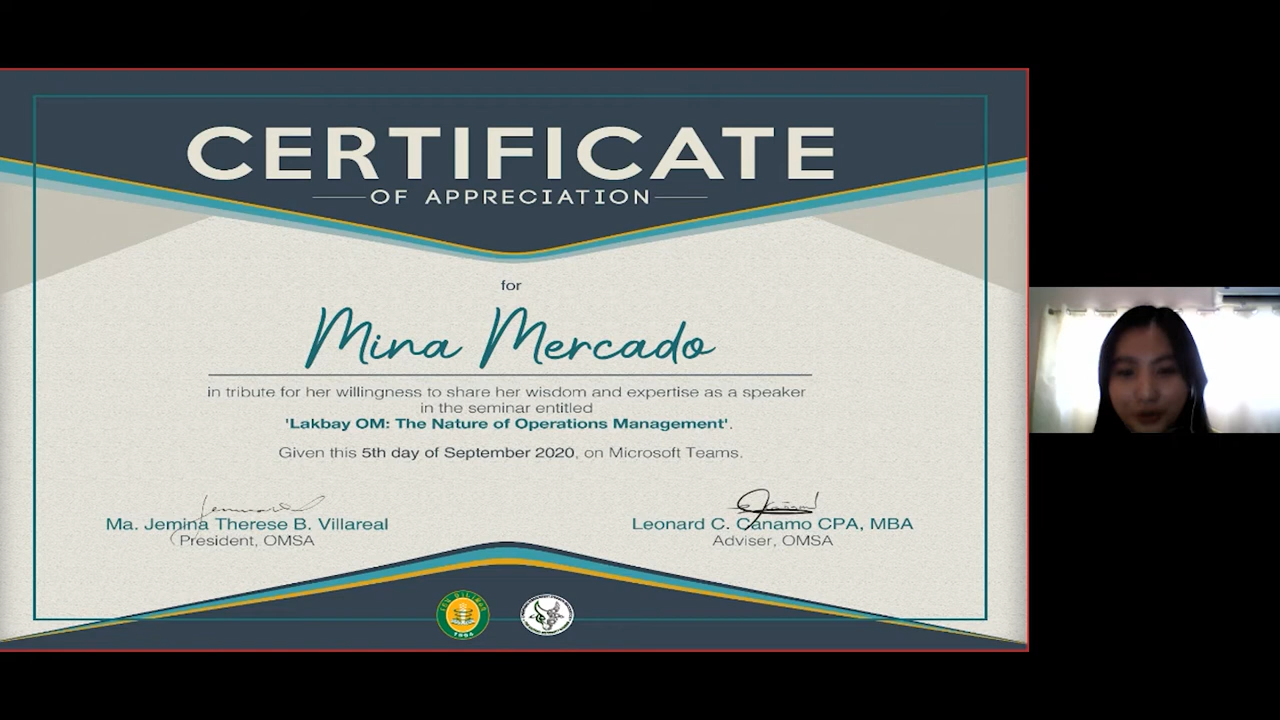 CERTIFICATE
OF APPRECIATION
for
Mina Mercado
in tribute for her willingness to share her wisdom and expertise as a speaker
in the seminar entitled
'Lakbay OM: The Nature of Operations Management'.
Given this 5th day of September 2020, on Microsoft Teams.
Ma. Jemina Therese B. Villareal
President, OMSA
Leonard C. Canamo CPA, MBA
Adviser, OMSA
1994